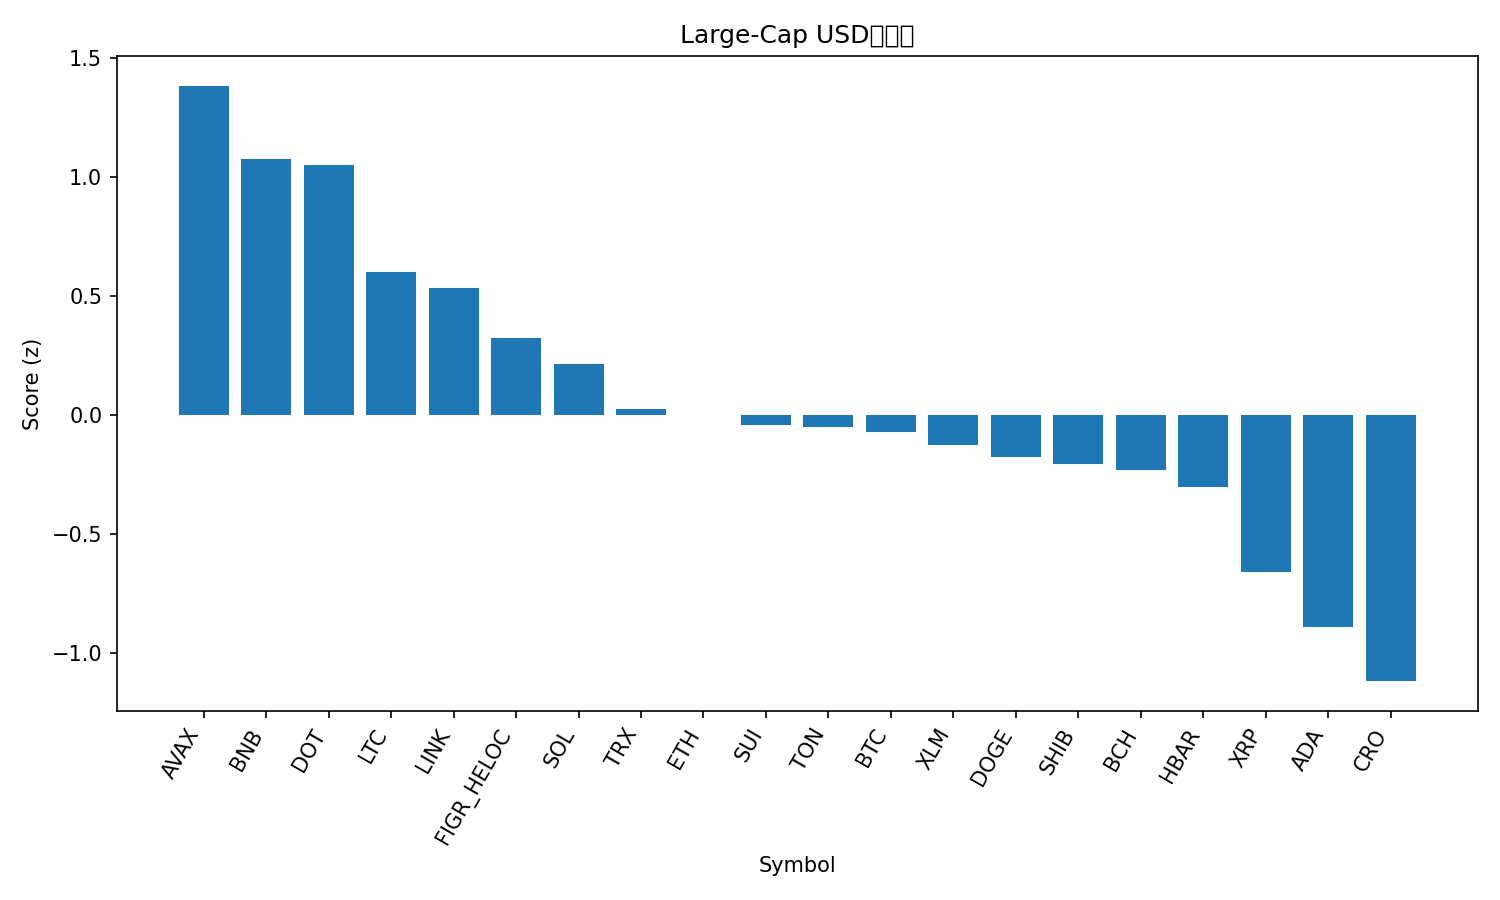 Large-Cap USD
1.5
1.0
0.5
0.0
−0.5
−1.0
Score (z)
AVAX
BNB
DOT
LTC
LINK
FIGR_HELOC
SOL
TRX
ETH
SUI
TON
BTC
XLM
DOGE
SHIB
BCH
HBAR
XRP
ADA
CRO
Symbol